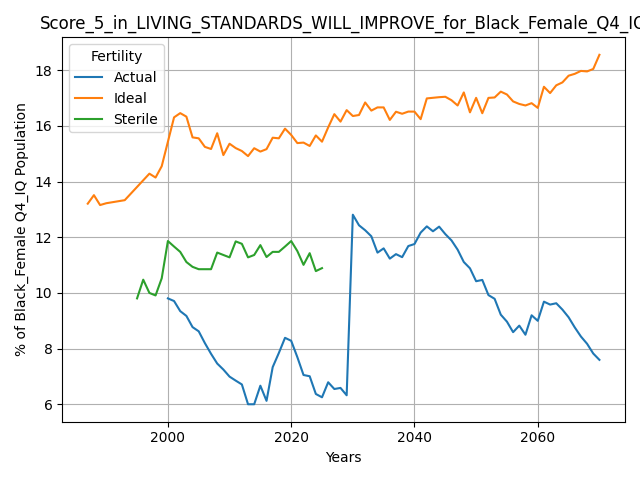 Score_5_in_LIVING_STANDARDS_WILL_IMPROVE_for_Black_Female_Q4_IQ
Fertility
Actual
Ideal
Sterile
% of Black_Female Q4_IQ Population
18
16
14
12
10
8
6
2000 2020 2040 2060
Years